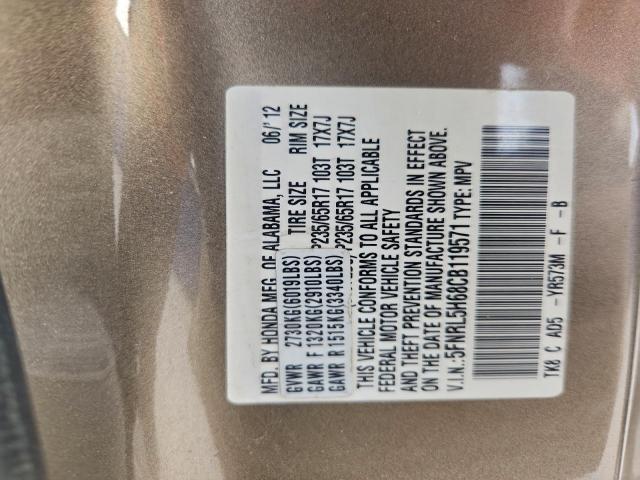 MFD. BY HONDA MFG. OF ALABAMA, LLC 06/'12
GVWR 2730KG(6019LBS) TIRE SIZE RIM SIZE
GAWR F 1320KG(2910LBS) P235/65R17 103T 17X7J
GAWR R 1515KG(3340LBS) P235/65R17 103T 17X7J
THIS VEHICLE CONFORMS TO ALL APPLICABLE
FEDERAL MOTOR VEHICLE SAFETY
AND THEFT PREVENTION STANDARDS IN EFFECT
ON THE DATE OF MANUFACTURE SHOWN ABOVE.
V.I.N.:5FNRL5H68CB119571 TYPE: MPV
TK8 C AD5 - YR573M - F - B